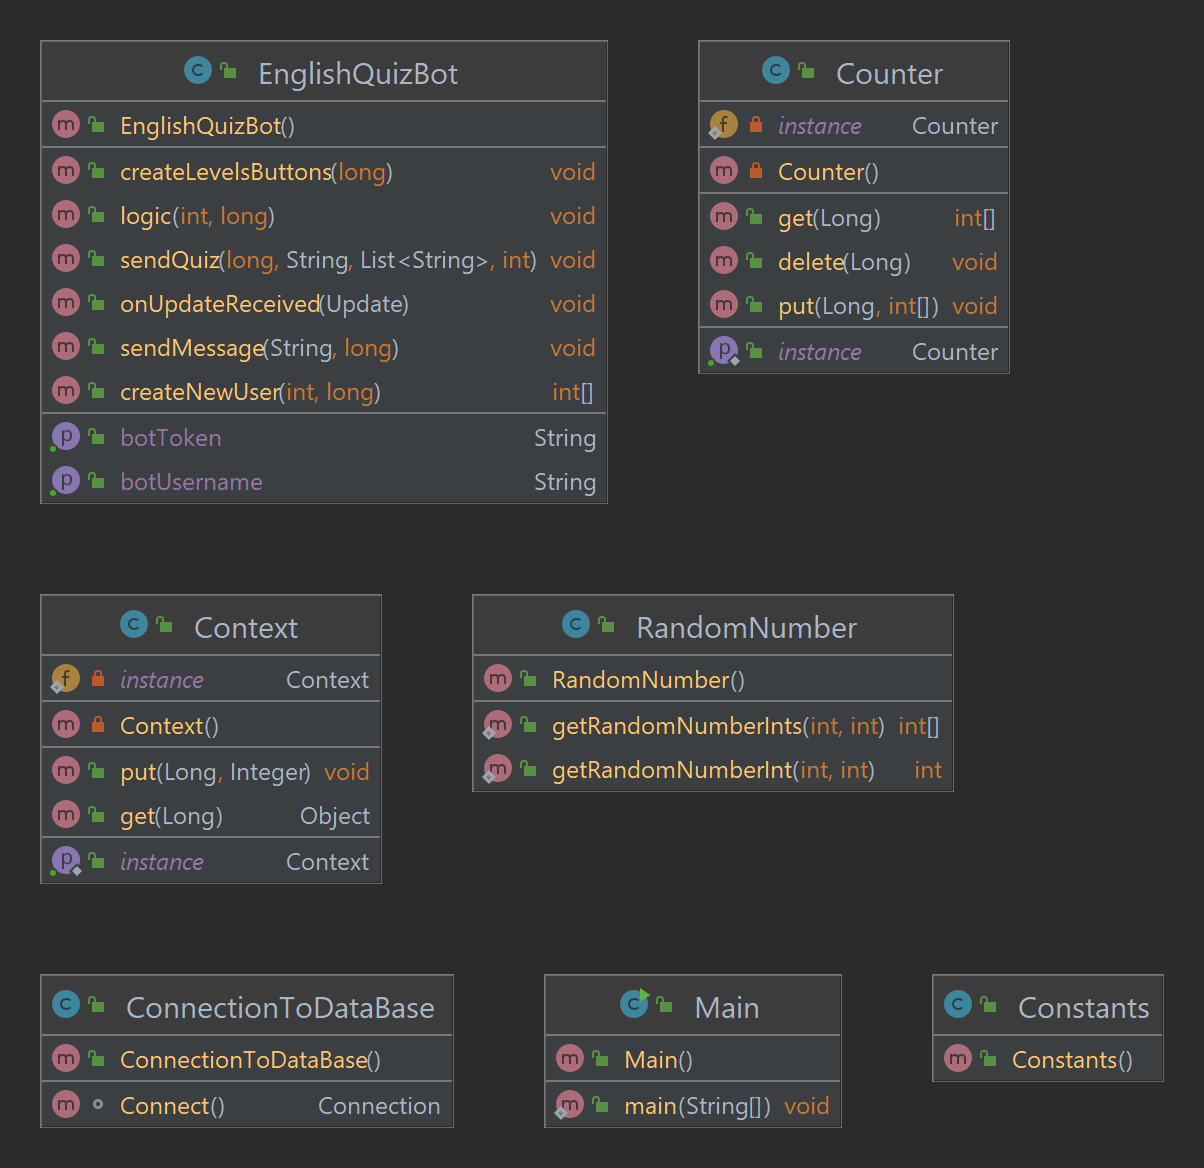 EnglishQuizBot
EnglishQuizBot()
createLevelsButtons(long) void
logic(int, long) void
sendQuiz(long, String, List<String>, int) void
onUpdateReceived(Update) void
sendMessage(String, long) void
createNewUser(int, long) int[]
botToken String
botUsername String
Counter
instance Counter
Counter()
get(Long) int[]
delete(Long) void
put(Long, int[]) void
instance Counter
Context
instance Context
Context()
put(Long, Integer) void
get(Long) Object
instance Context
RandomNumber
RandomNumber()
getRandomNumberInts(int, int) int[]
getRandomNumberInt(int, int) int
ConnectionToDataBase
ConnectionToDataBase()
Connect() Connection
Main
Main()
main(String[]) void
Constants
Constants()